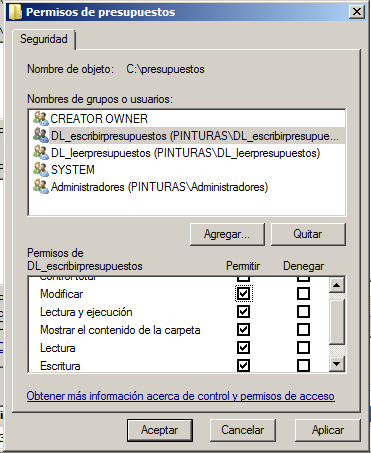 Permisos de presupuestos
Seguridad
Nombre de objeto: C:\presupuestos
Nombres de grupos o usuarios:
CREATOR OWNER
DL_escribirpresupuestos (PINTURAS\DL_escribirpresupue...
DL_leerpresupuestos (PINTURAS\DL_leerpresupuestos)
SYSTEM
Administradores (PINTURAS\Administradores)
Agregar... Quitar
Permisos de
DL_escribirpresupuestos Permitir Denegar
Control total
Modificar
Lectura y ejecución
Mostrar el contenido de la carpeta
Lectura
Escritura
Obtener más información acerca de control y permisos de acceso
Aceptar Cancelar Aplicar